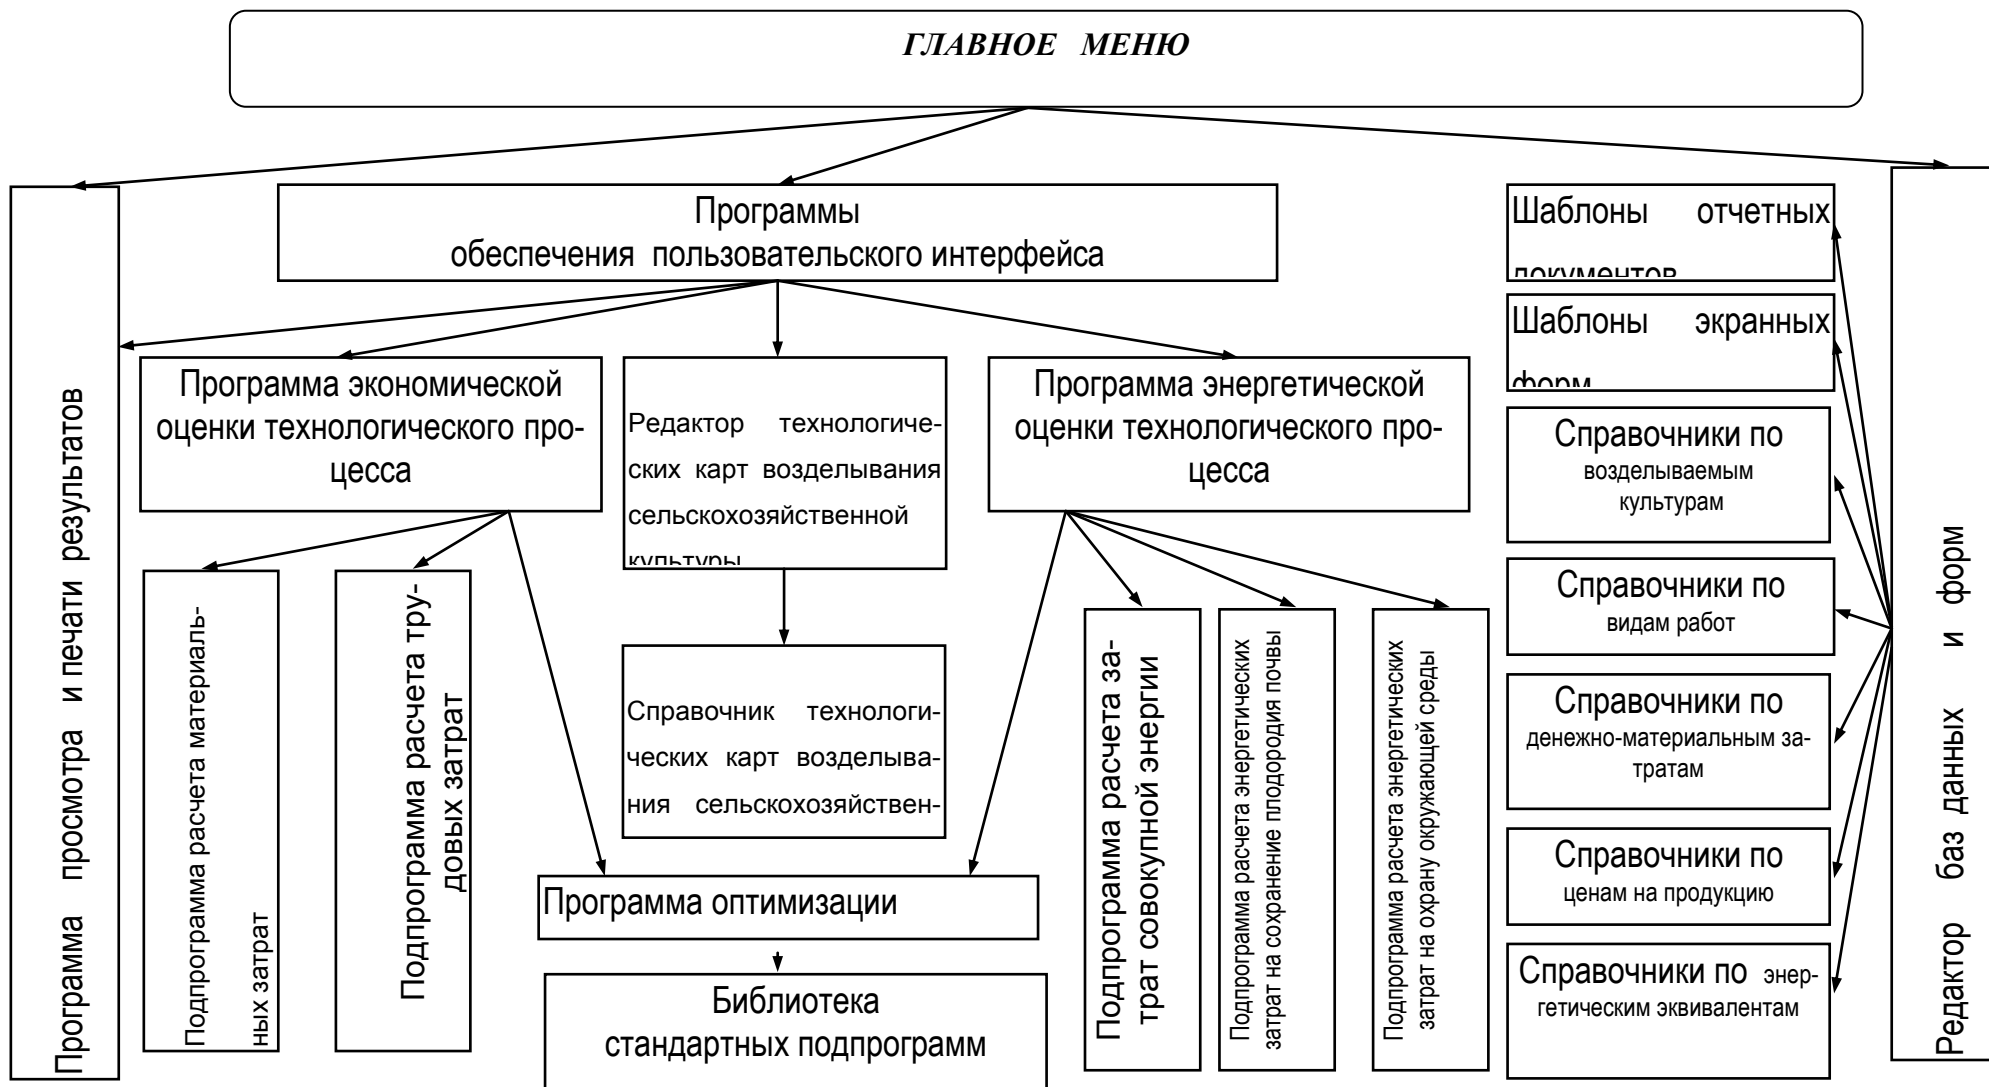 ГЛАВНОЕ МЕНЮ
Программа просмотра и печати результатов
Программы
обеспечения пользовательского интерфейса
Программа экономической
оценки технологического про-
цесса
Подпрограмма расчета материаль-
ных затрат
Подпрограмма расчета тру-
довых затрат
Редактор технологиче-
ских карт возделывания
сельскохозяйственной
культуры
Справочник технологи-
ческих карт возделыва-
ния сельскохозяйствен-
Программа энергетической
оценки технологического про-
цесса
Подпрограмма расчета за-
трат совокупной энергии
Подпрограмма расчета энергетических
затрат на сохранение плодородия почвы
Подпрограмма расчета энергетических
затрат на охрану окружающей среды
Программа оптимизации
Библиотека
стандартных подпрограмм
Шаблоны отчетных
документов
Шаблоны экранных
форм
Справочники по
возделываемым
культурам
Справочники по
видам работ
Справочники по
денежно-материальным за-
тратам
Справочники по
ценам на продукцию
Справочники по энер-
гетическим эквивалентам
Редактор баз данных и форм